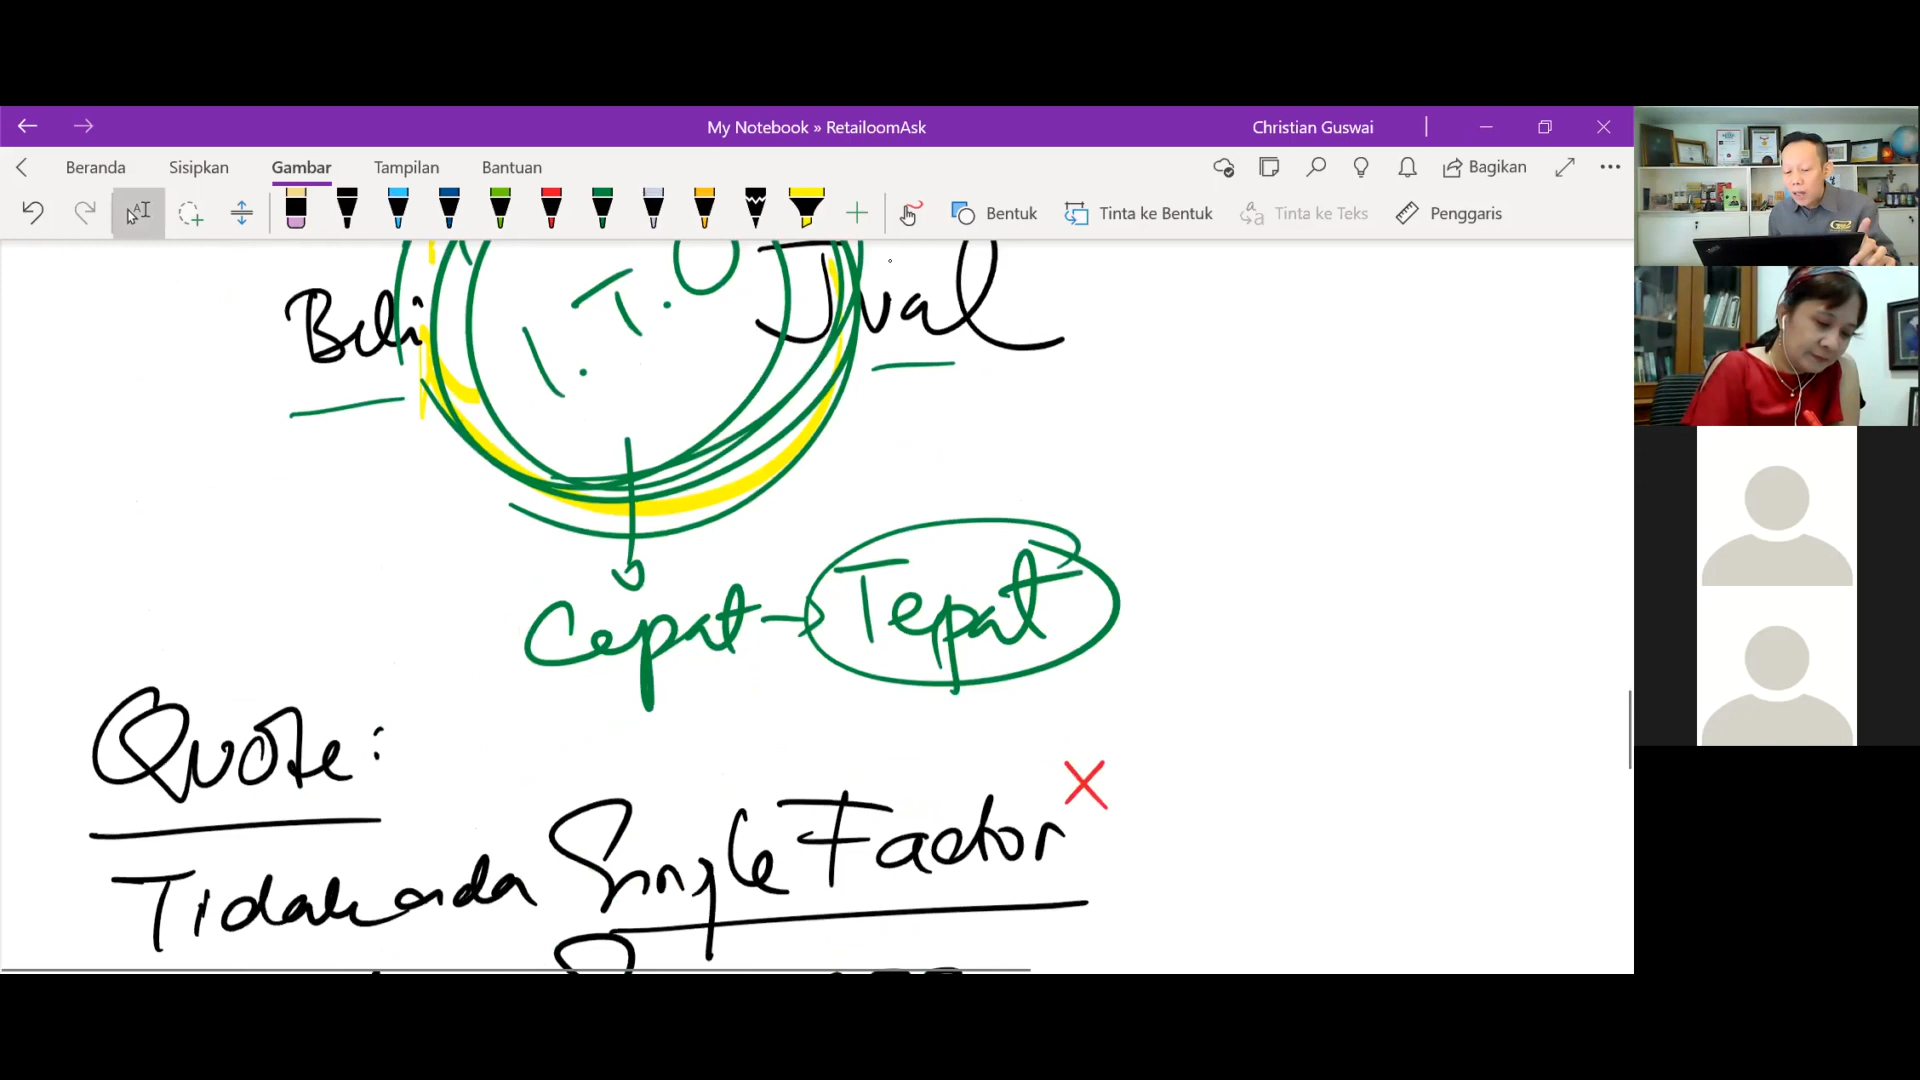 My Notebook » RetailoomAsk
Christian Guswai
Beranda Sisipkan Gambar Tampilan Bantuan
Bagikan
Bentuk Tinta ke Bentuk Tinta ke Teks Penggaris
I.T.O
Beli Jual
Cepat Tepat
Quote:
Tidak ada Single Factor